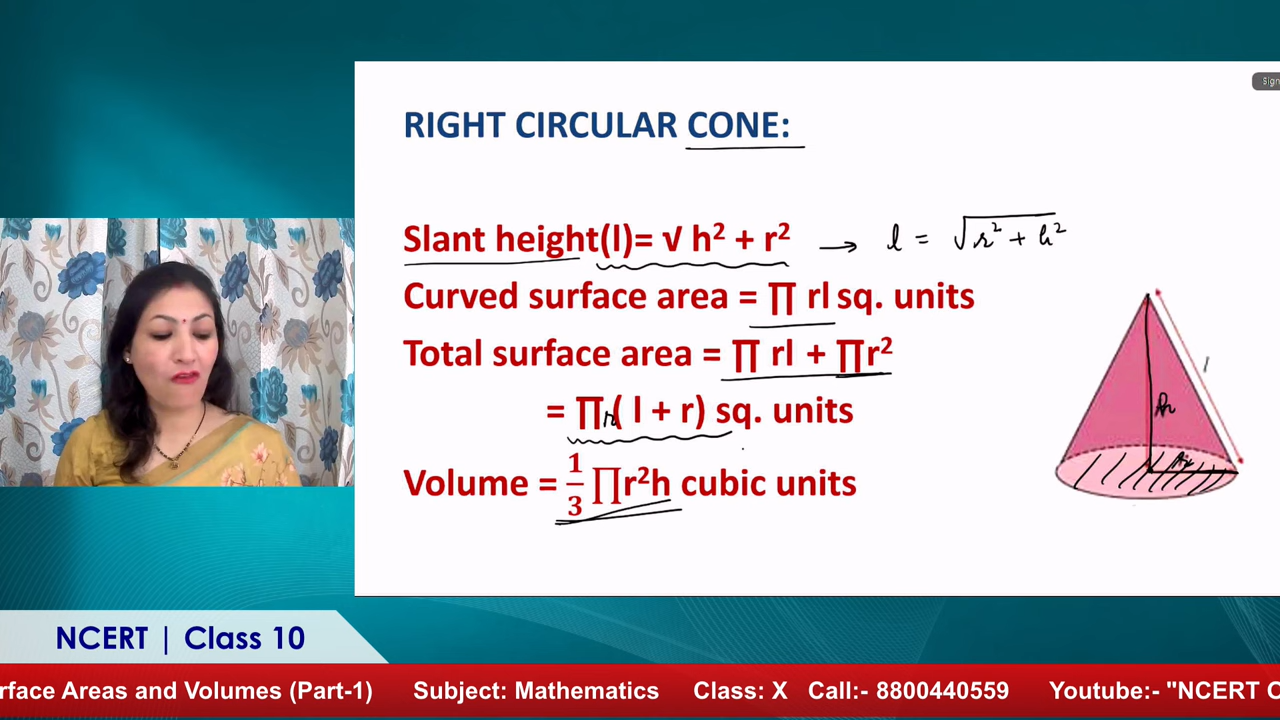 Sign
RIGHT CIRCULAR CONE:
Slant height(l)= √ h² + r² → l = √r² + h²
Curved surface area = ∏ rl sq. units
l
Total surface area = ∏ rl + ∏r²
h
= ∏r( l + r) sq. units
r
Volume = 1/3 ∏r²h cubic units
NCERT | Class 10
rface Areas and Volumes (Part-1) Subject: Mathematics Class: X Call:- 8800440559 Youtube:- "NCERT O